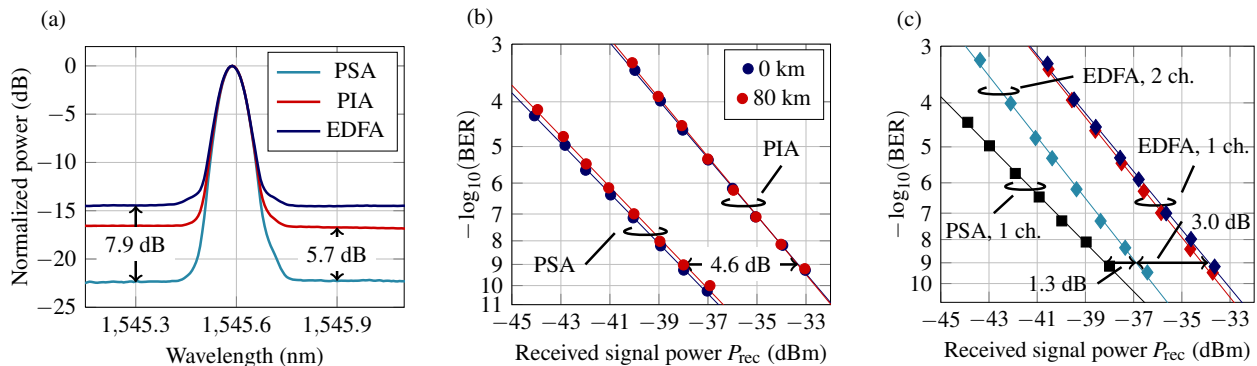 (a)
Normalized power (dB)
0
−5
−10
−15
−20
−25
PSA
PIA
EDFA
7.9 dB
5.7 dB
1,545.3
1,545.6
1,545.9
Wavelength (nm)
(b)
− log10(BER)
3
4
5
6
7
8
9
10
11
0 km
80 km
PIA
PSA
4.6 dB
−45
−43
−41
−39
−37
−35
−33
Received signal power Prec (dBm)
(c)
− log10(BER)
3
4
5
6
7
8
9
10
EDFA, 2 ch.
EDFA, 1 ch.
PSA, 1 ch.
3.0 dB
1.3 dB
−43
−41
−39
−37
−35
−33
Received signal power Prec (dBm)